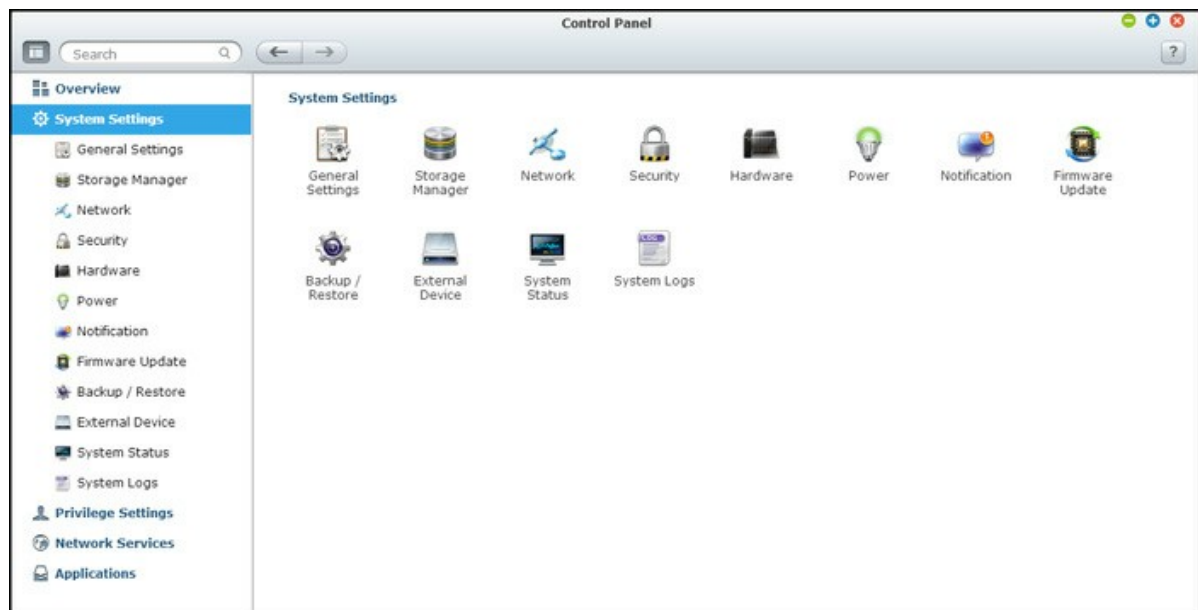 Control Panel
Search
?
Overview
System Settings
General Settings
Storage Manager
Network
Security
Hardware
Power
Notification
Firmware Update
Backup / Restore
External Device
System Status
System Logs
Privilege Settings
Network Services
Applications
System Settings
General
Settings
Storage
Manager
Network
Security
Hardware
Power
Notification
Firmware
Update
Backup /
Restore
External
Device
System
Status
LOG
System Logs